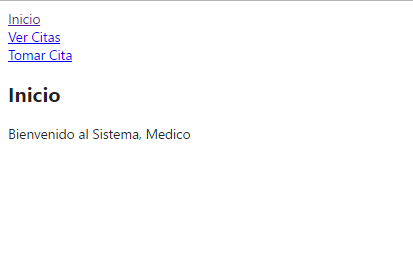 Inicio
Ver Citas
Tomar Cita
Inicio
Bienvenido al Sistema, Medico